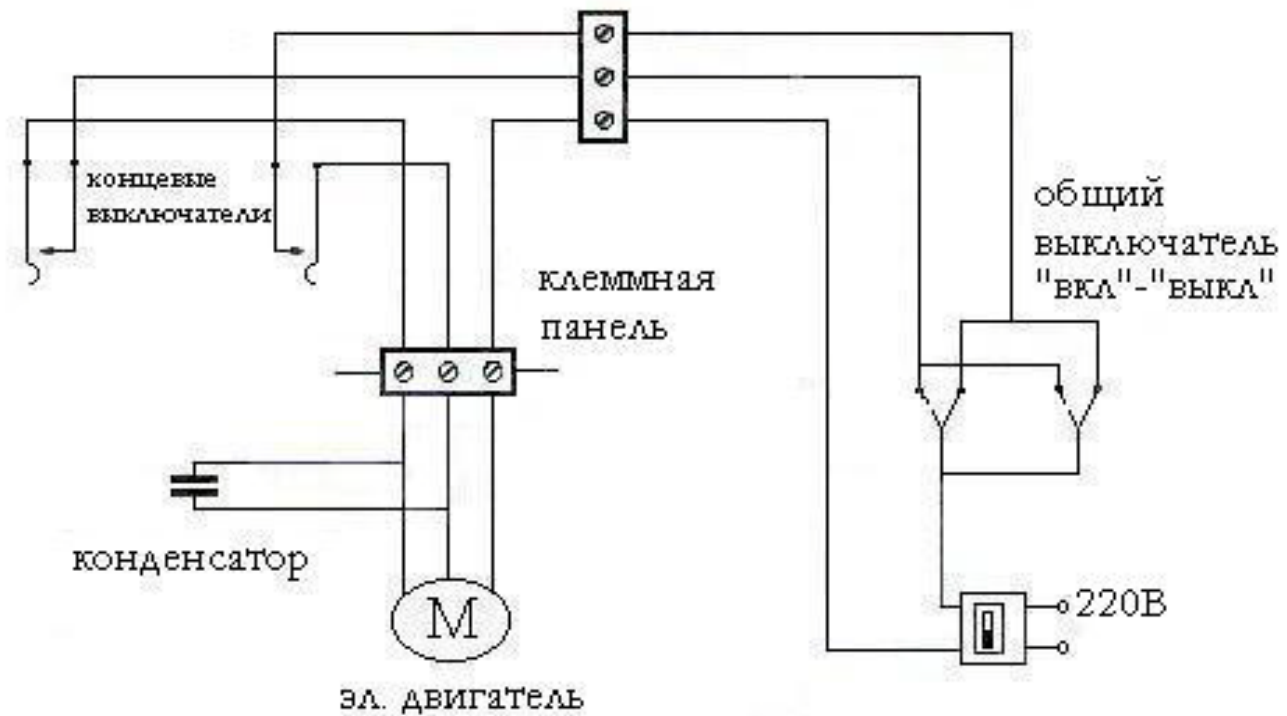 концевые
выключатели
клеммная
панель
общий
выключатель
"вкл"-"выкл"
конденсатор
М
220В
эл. двигатель